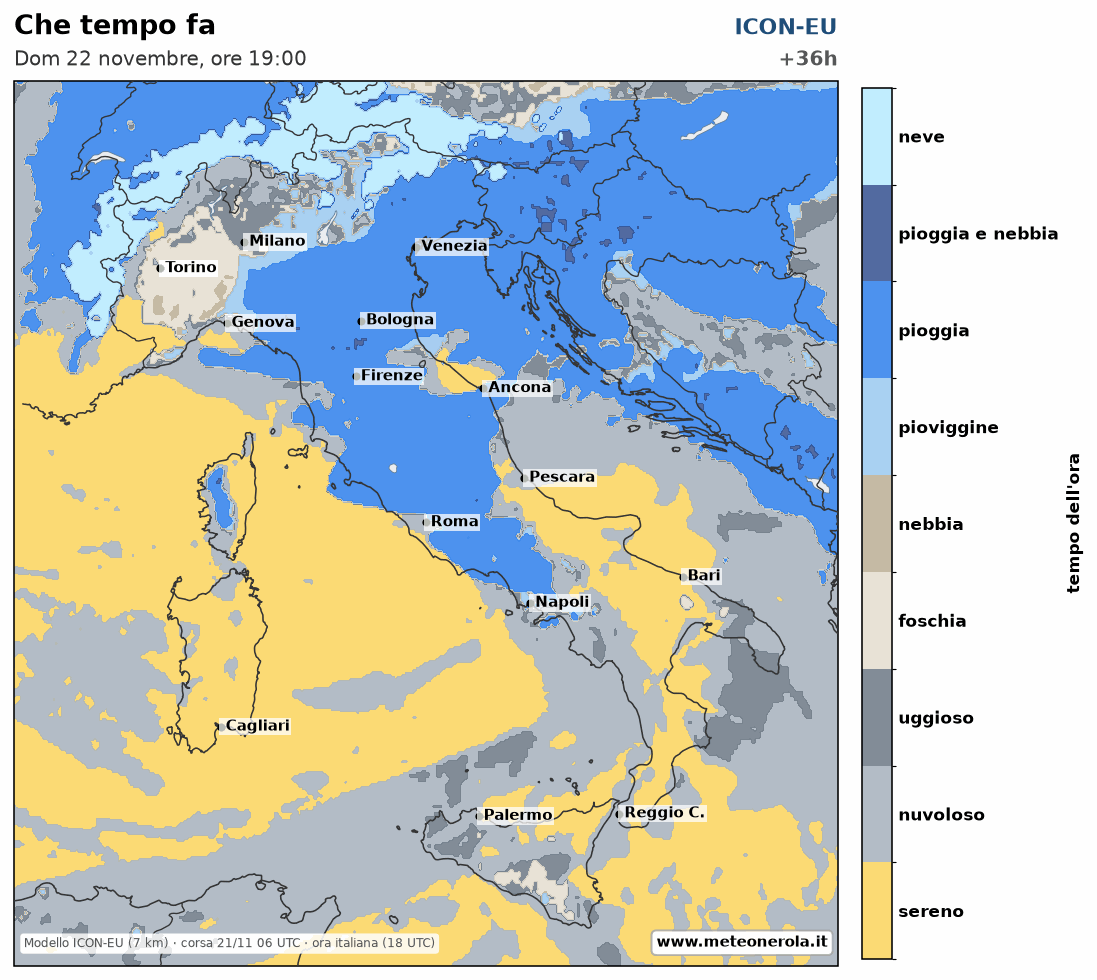 Che tempo fa
ICON-EU
Dom 22 novembre, ore 19:00
+36h
neve
pioggia e nebbia
Milano
Venezia
Torino
Genova
Bologna
pioggia
Firenze
Ancona
pioviggine
Pescara
Roma
nebbia
tempo dell'ora
Bari
Napoli
foschia
Cagliari
uggioso
Palermo
Reggio C.
nuvoloso
sereno
Modello ICON-EU (7 km) · corsa 21/11 06 UTC · ora italiana (18 UTC)
www.meteonerola.it